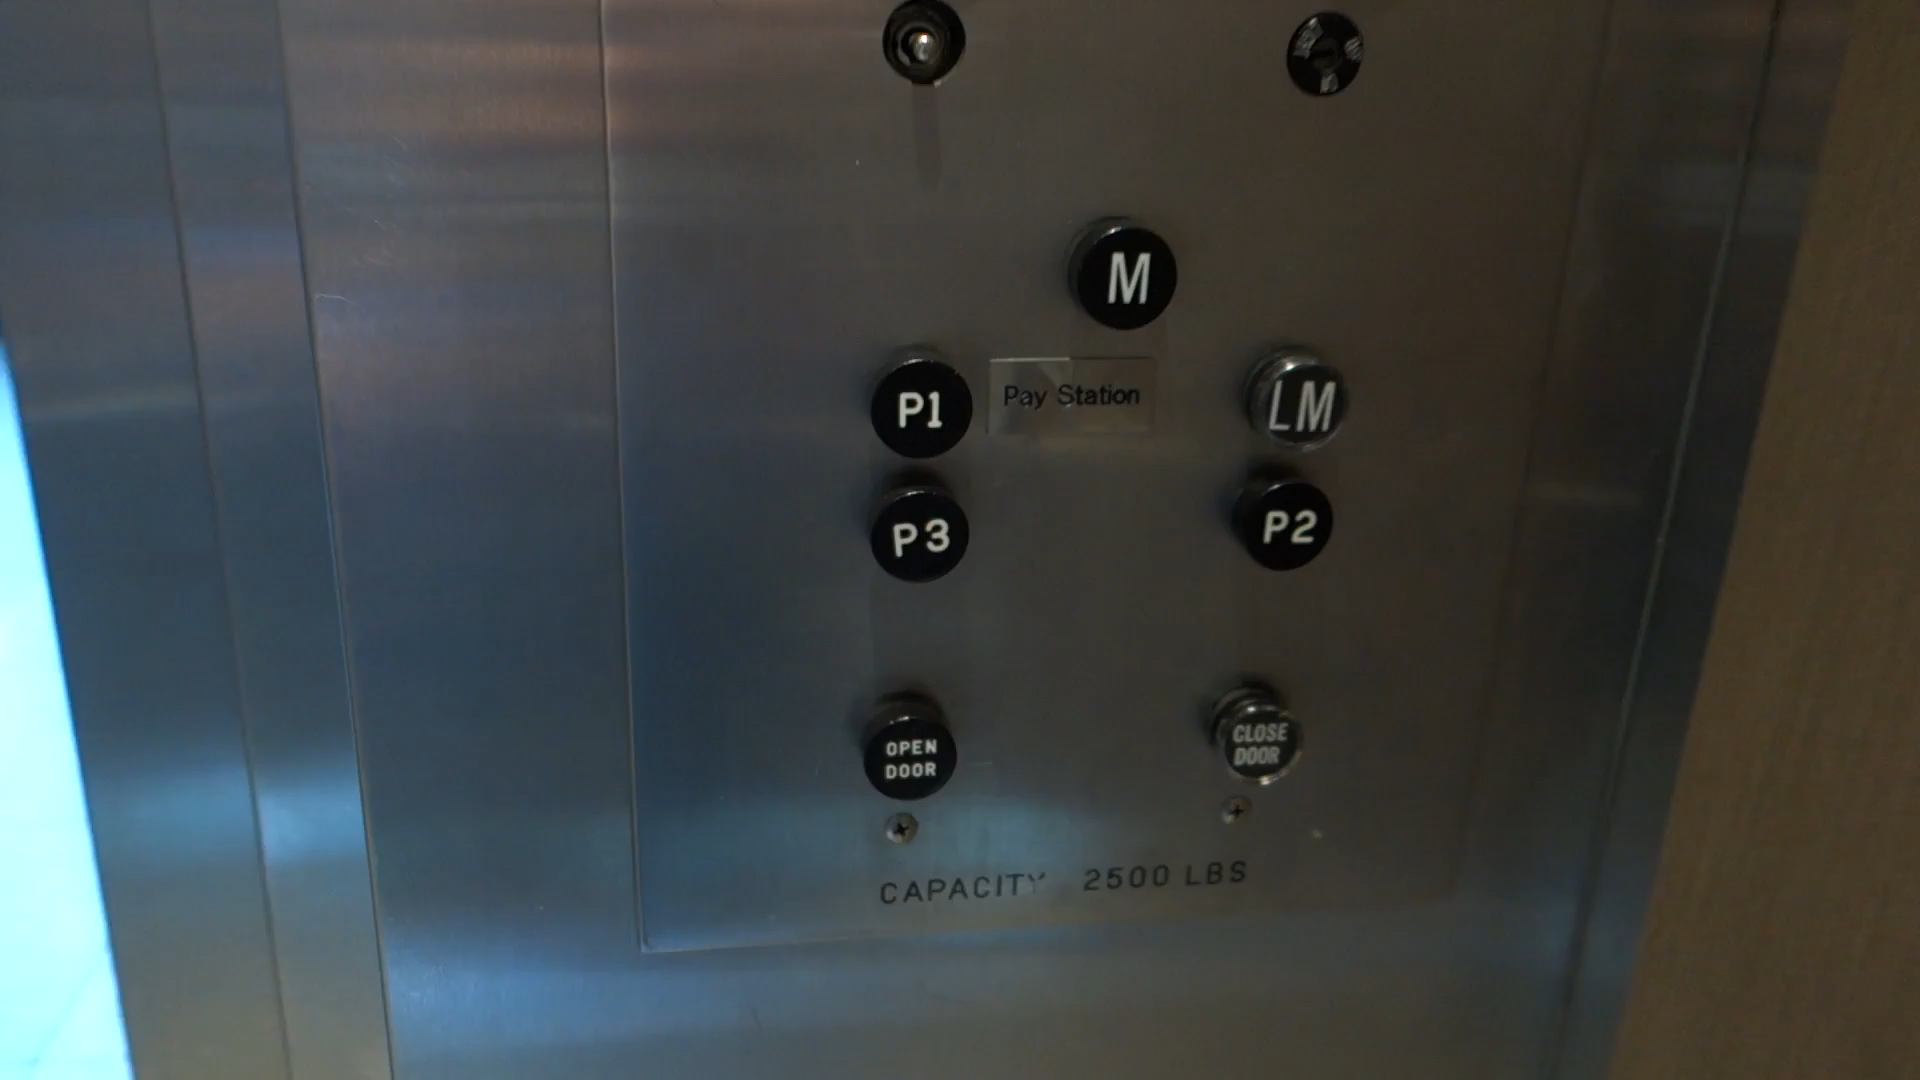 M
P1
Pay Station
LM
P3
P2
OPEN
DOOR
CLOSE
DOOR
CAPACITY 2500 LBS